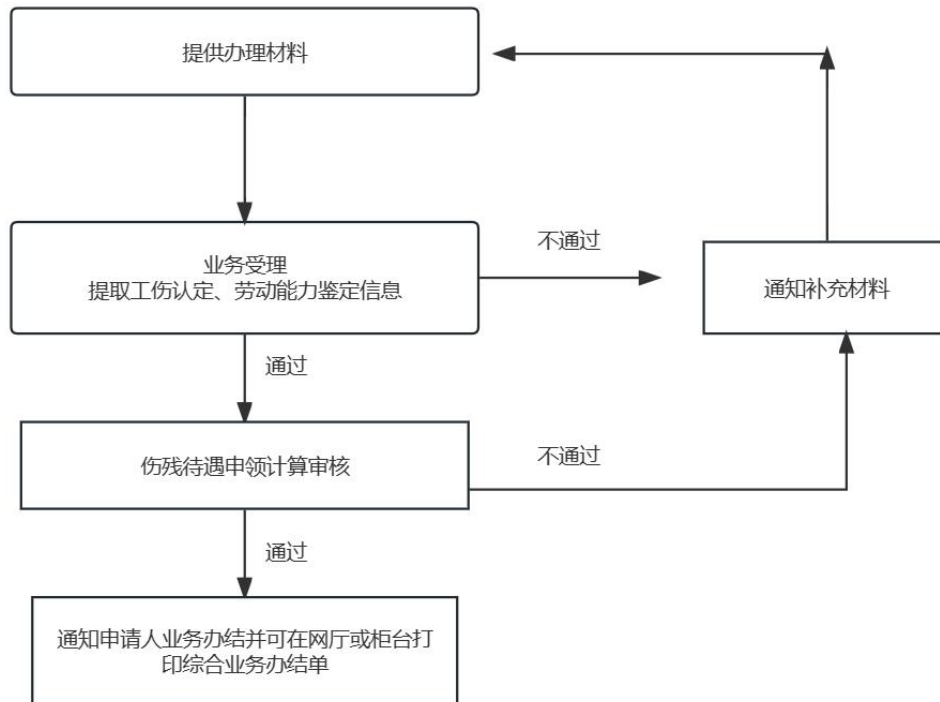 提供办理材料
业务受理
提取工伤认定、劳动能力鉴定信息
不通过
通知补充材料
通过
伤残待遇申领计算审核
不通过
通过
通知申请人业务办结并可在网厅或柜台打
印综合业务办结单